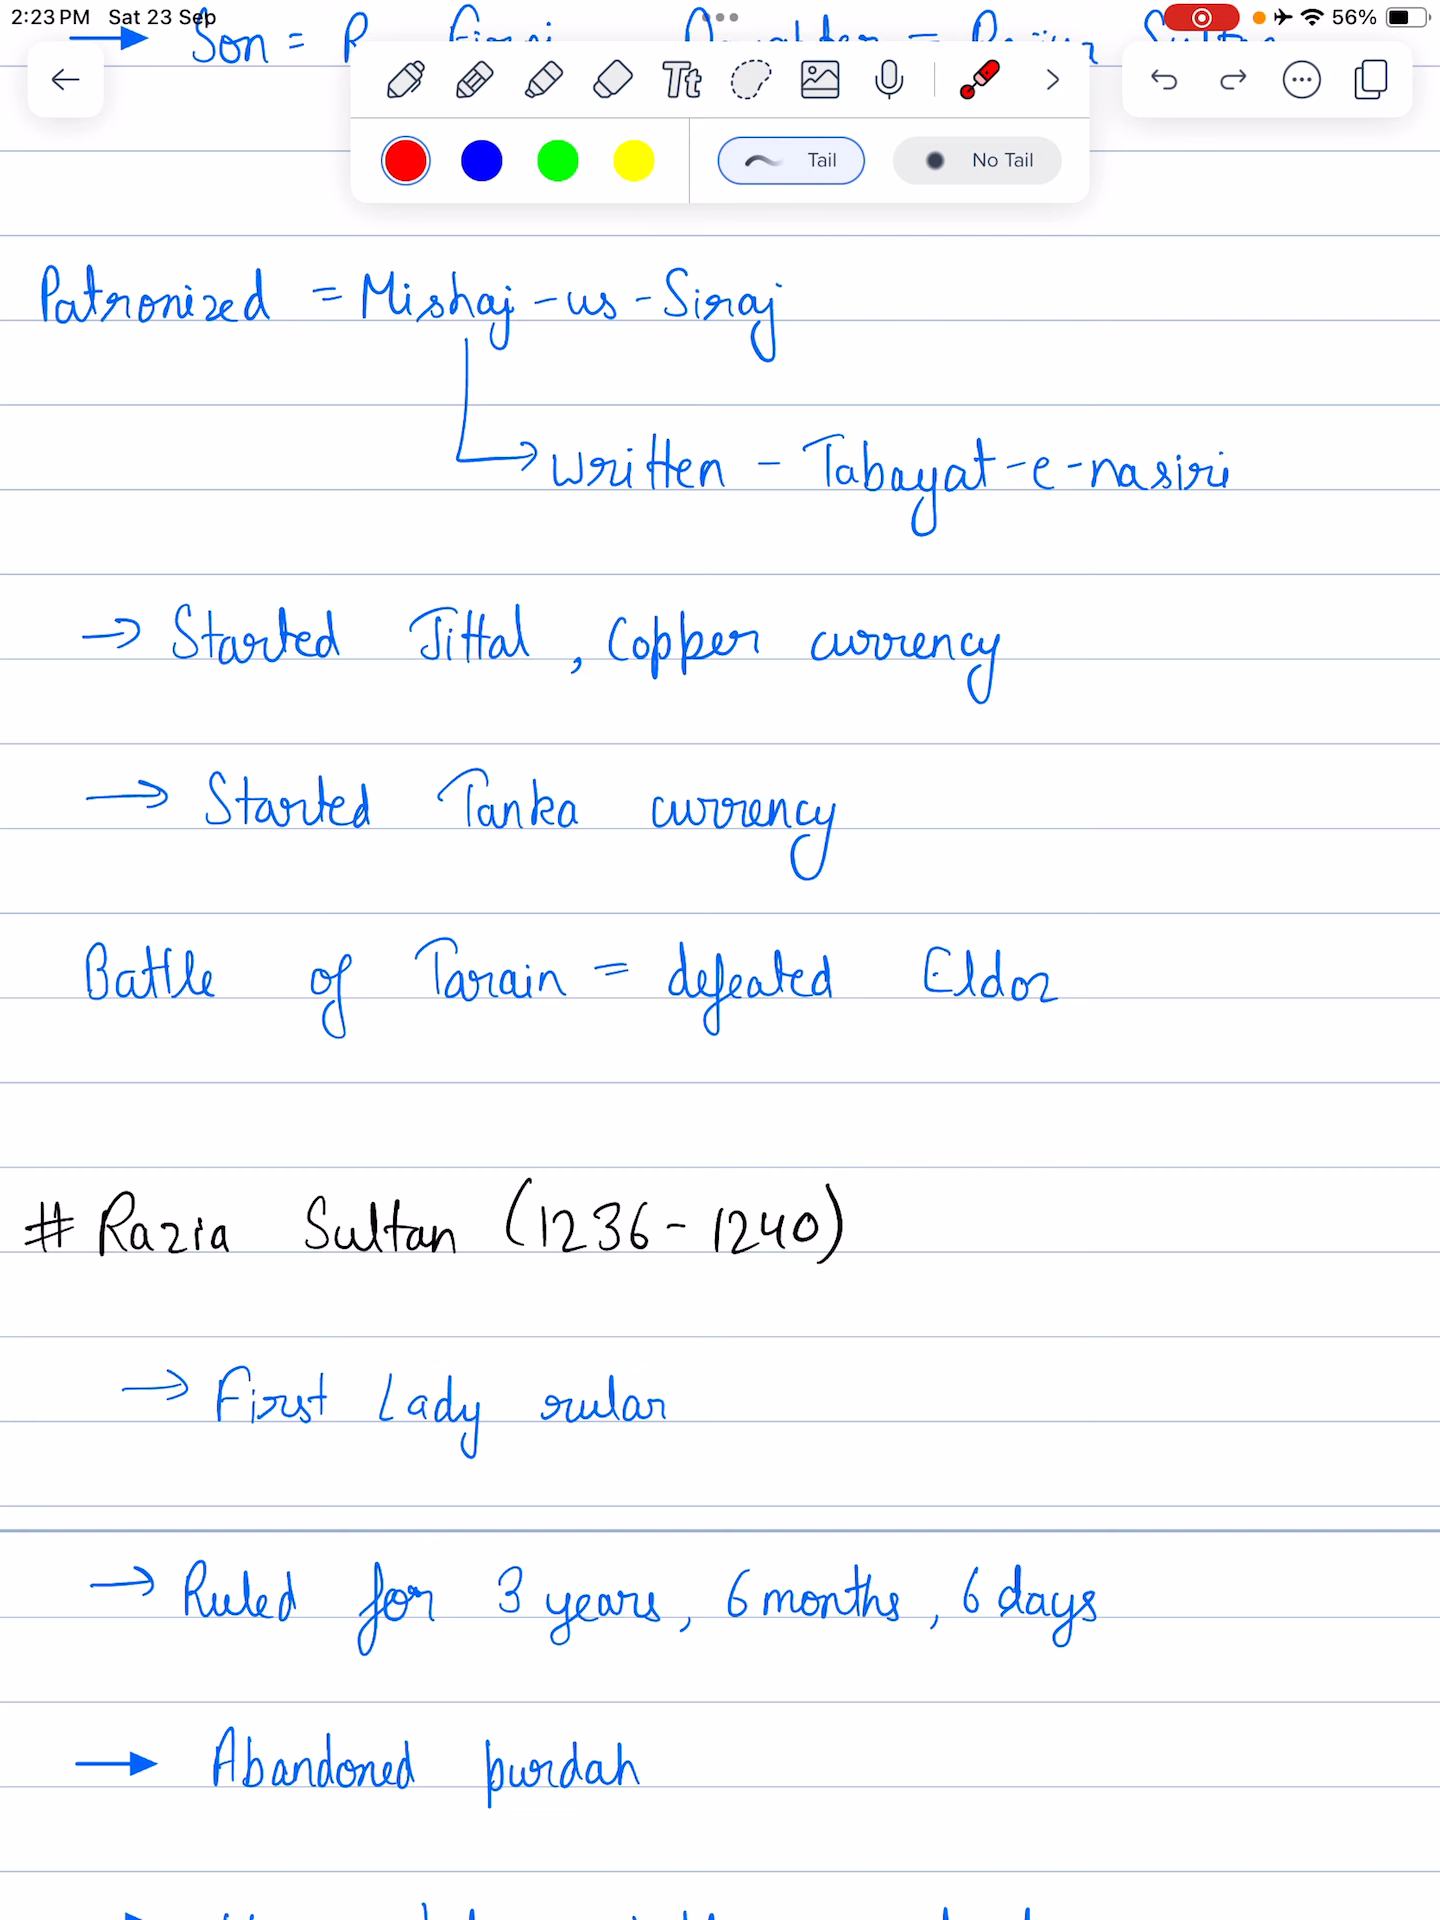 2:23 PM Sat 23 Sep 56%
Son =
Tt
Tail No Tail
Patronized = Mishaj-us-Siraj
written - Tabayat-e-nasiri
→ Started Jittal, Copper currency
→ Started Tanka currency
Battle of Tarain = defeated Eldoz
# Razia Sultan (1236-1240)
→ First Lady rular
→ Ruled for 3 years, 6 months, 6 days
→ Abandoned purdah